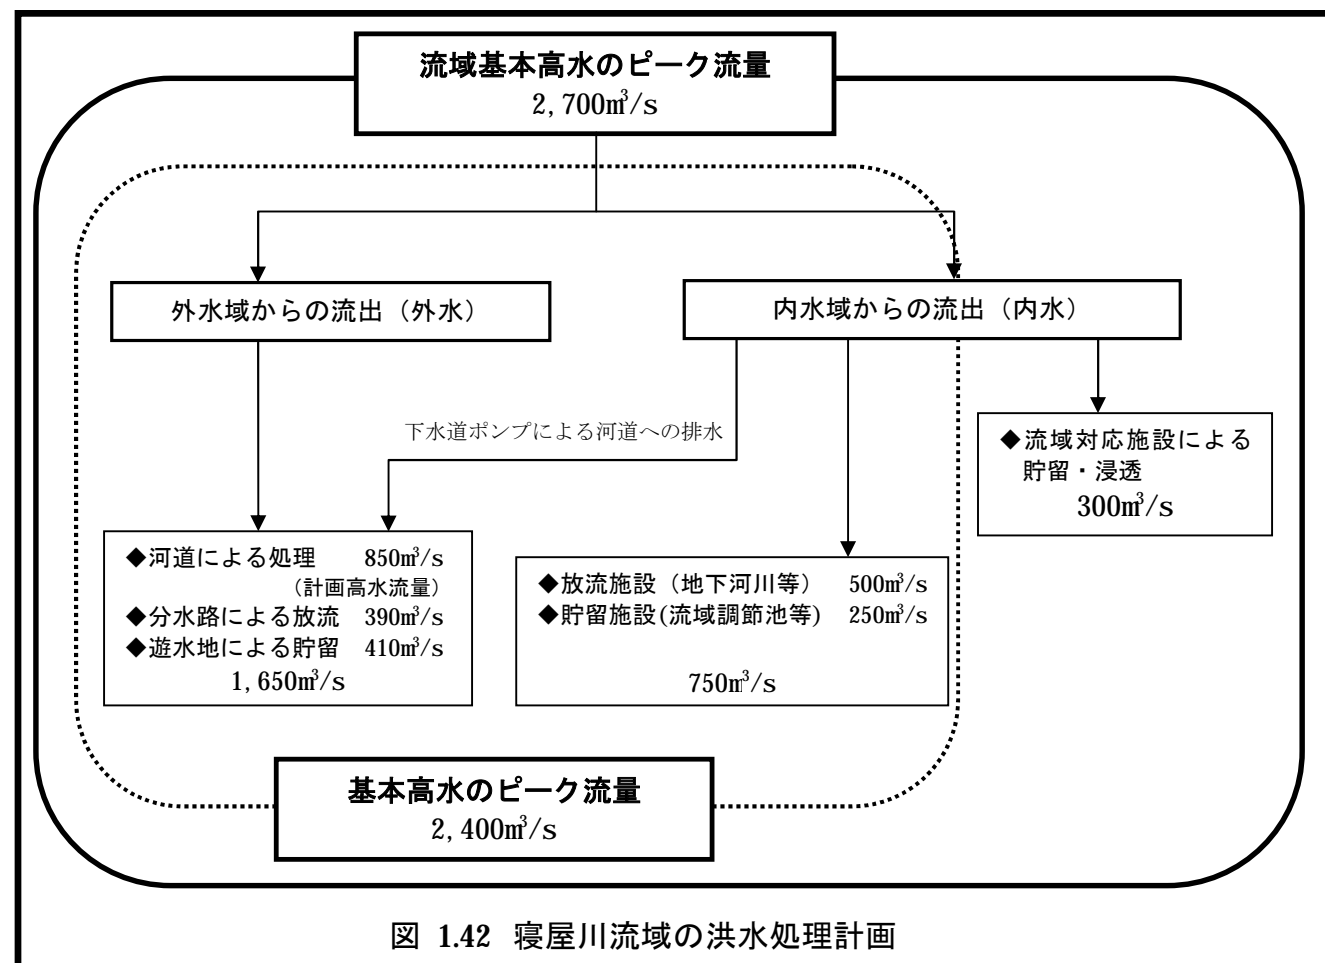 流域基本高水のピーク流量
2,700m³/s
外水域からの流出（外水）
内水域からの流出（内水）
下水道ポンプによる河道への排水
◆流域対応施設による
貯留・浸透
300m³/s
◆河道による処理 850m³/s
（計画高水流量）
◆分水路による放流 390m³/s
◆遊水地による貯留 410m³/s
1,650m³/s
◆放流施設（地下河川等） 500m³/s
◆貯留施設(流域調節池等) 250m³/s
750m³/s
基本高水のピーク流量
2,400m³/s
図 1.42 寝屋川流域の洪水処理計画